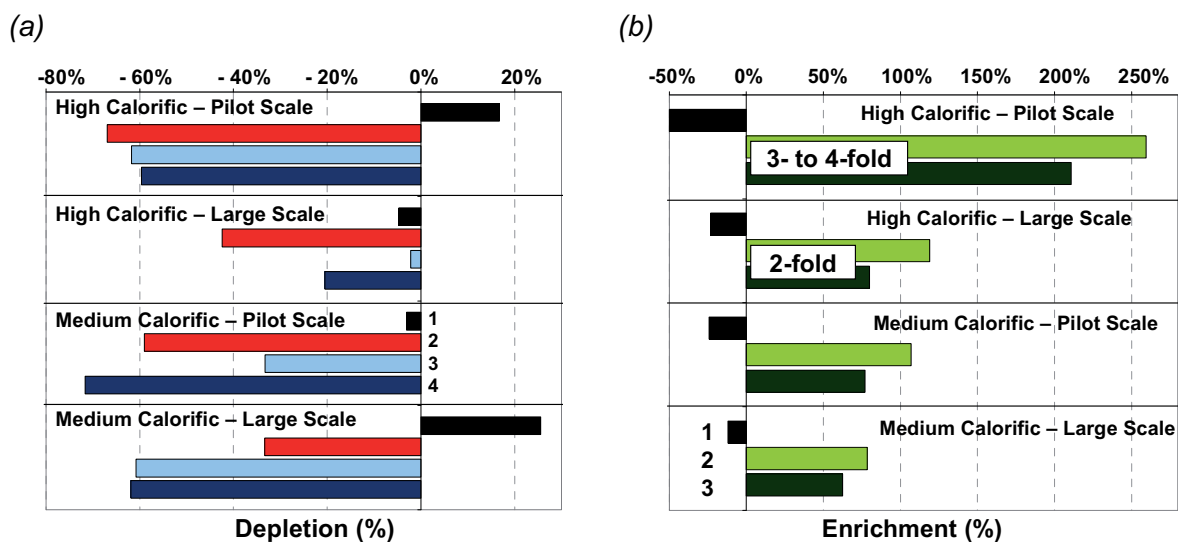 (a)
-80% - 60% - 40% - 20% 0% 20%
High Calorific – Pilot Scale
High Calorific – Large Scale
Medium Calorific – Pilot Scale
1
2
3
4
Medium Calorific – Large Scale
Depletion (%)
(b)
-50% 0% 50% 100% 150% 200% 250%
High Calorific – Pilot Scale
3- to 4-fold
High Calorific – Large Scale
2-fold
Medium Calorific – Pilot Scale
Medium Calorific – Large Scale
1
2
3
Enrichment (%)